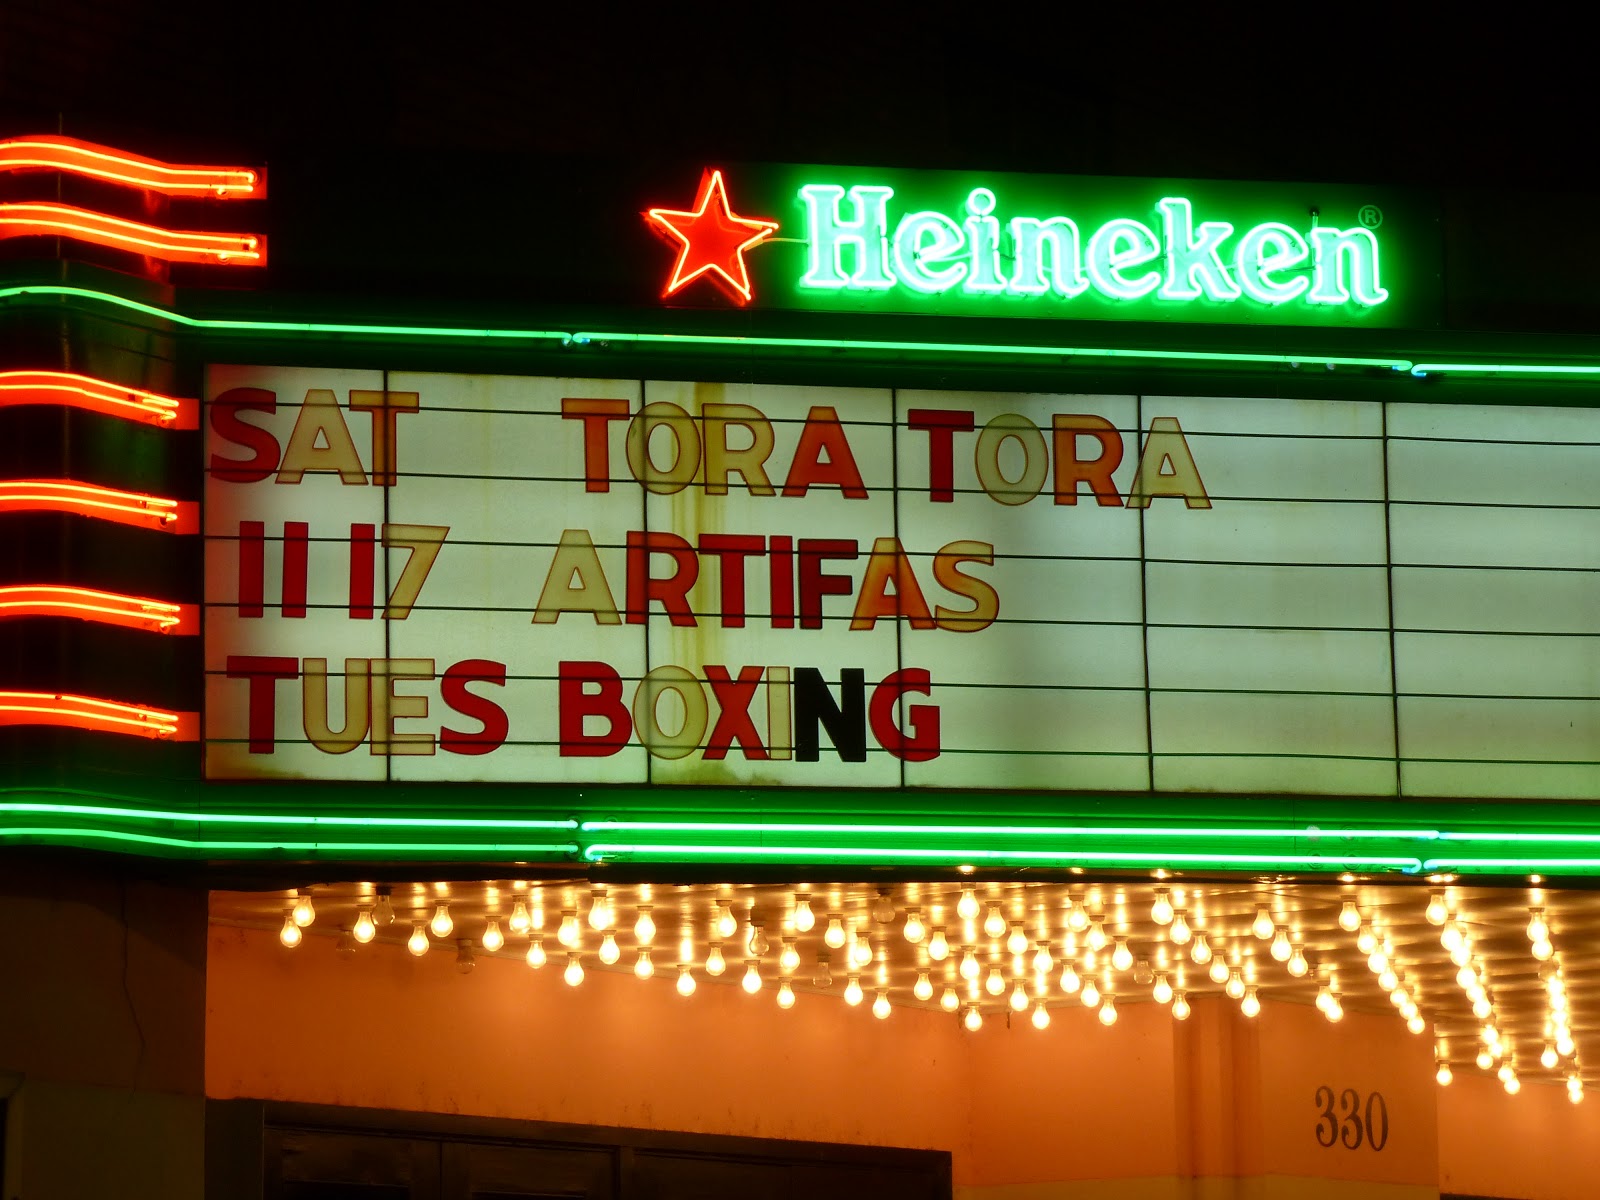 Heineken®
SAT TORA TORA
11 17 ARTIFAS
TUES BOXING
330